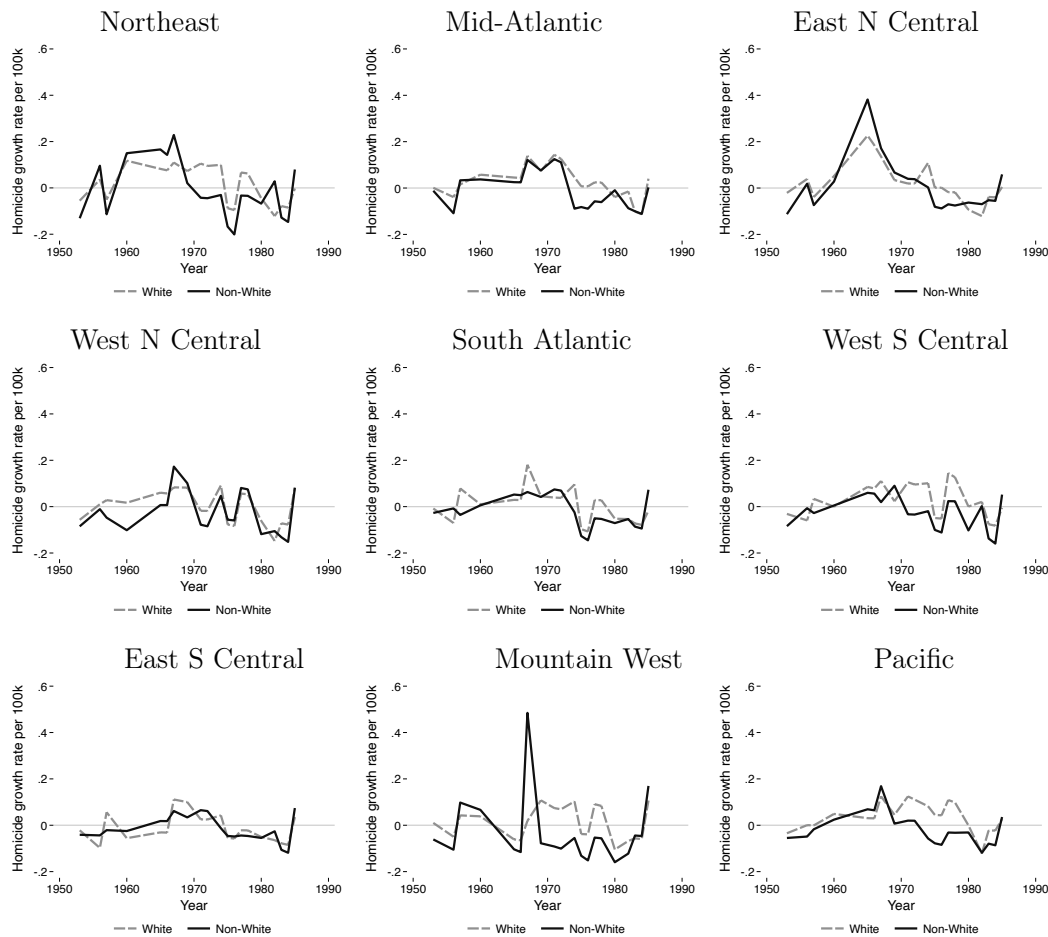 Northeast
Homicide growth rate per 100k
.6
.4
.2
0
-.2
1950 1960 1970 1980 1990
Year
White Non-White
Mid-Atlantic
Homicide growth rate per 100k
.6
.4
.2
0
-.2
1950 1960 1970 1980 1990
Year
White Non-White
East N Central
Homicide growth rate per 100k
.6
.4
.2
0
-.2
1950 1960 1970 1980 1990
Year
White Non-White
West N Central
Homicide growth rate per 100k
.6
.4
.2
0
-.2
1950 1960 1970 1980 1990
Year
White Non-White
South Atlantic
Homicide growth rate per 100k
.6
.4
.2
0
-.2
1950 1960 1970 1980 1990
Year
White Non-White
West S Central
Homicide growth rate per 100k
.6
.4
.2
0
-.2
1950 1960 1970 1980 1990
Year
White Non-White
East S Central
Homicide growth rate per 100k
.6
.4
.2
0
-.2
1950 1960 1970 1980 1990
Year
White Non-White
Mountain West
Homicide growth rate per 100k
.6
.4
.2
0
-.2
1950 1960 1970 1980 1990
Year
White Non-White
Pacific
Homicide growth rate per 100k
.6
.4
.2
0
-.2
1950 1960 1970 1980 1990
Year
White Non-White